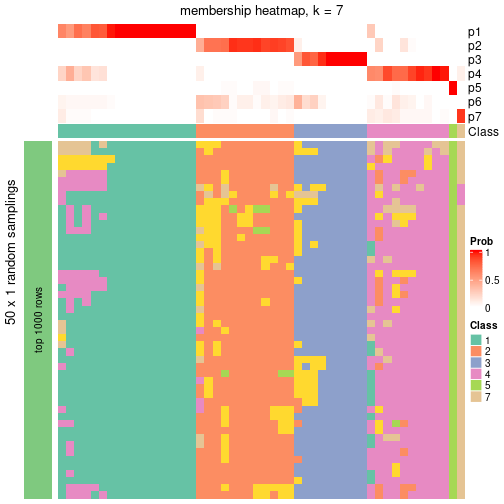 membership heatmap, k = 7
p1
p2
p3
p4
p5
p6
p7
Class
50 x 1 random samplings
top 1000 rows
Prob
1
0.5
0
Class
1
2
3
4
5
7